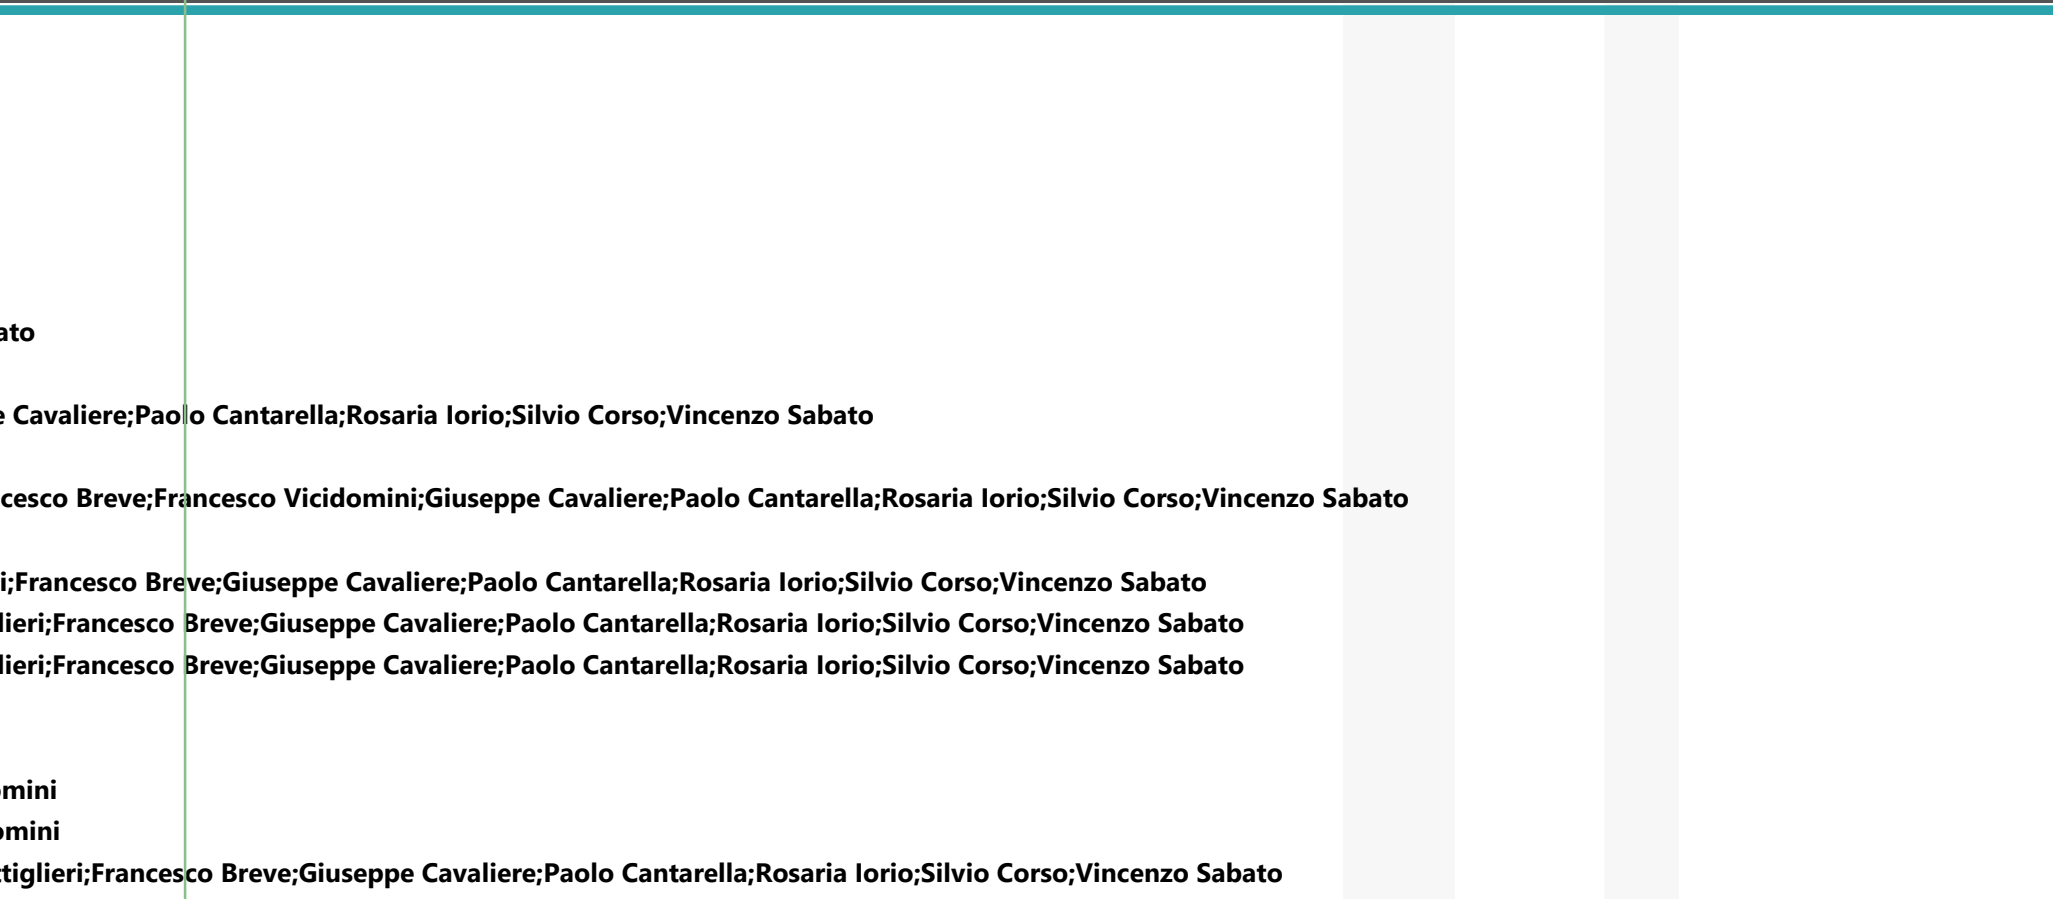 ato
e Cavaliere;Paolo Cantarella;Rosaria Iorio;Silvio Corso;Vincenzo Sabato
cesco Breve;Francesco Vicidomini;Giuseppe Cavaliere;Paolo Cantarella;Rosaria Iorio;Silvio Corso;Vincenzo Sabato
i;Francesco Breve;Giuseppe Cavaliere;Paolo Cantarella;Rosaria Iorio;Silvio Corso;Vincenzo Sabato
lieri;Francesco Breve;Giuseppe Cavaliere;Paolo Cantarella;Rosaria Iorio;Silvio Corso;Vincenzo Sabato
lieri;Francesco Breve;Giuseppe Cavaliere;Paolo Cantarella;Rosaria Iorio;Silvio Corso;Vincenzo Sabato
mini
omini
tiglieri;Francesco Breve;Giuseppe Cavaliere;Paolo Cantarella;Rosaria Iorio;Silvio Corso;Vincenzo Sabato